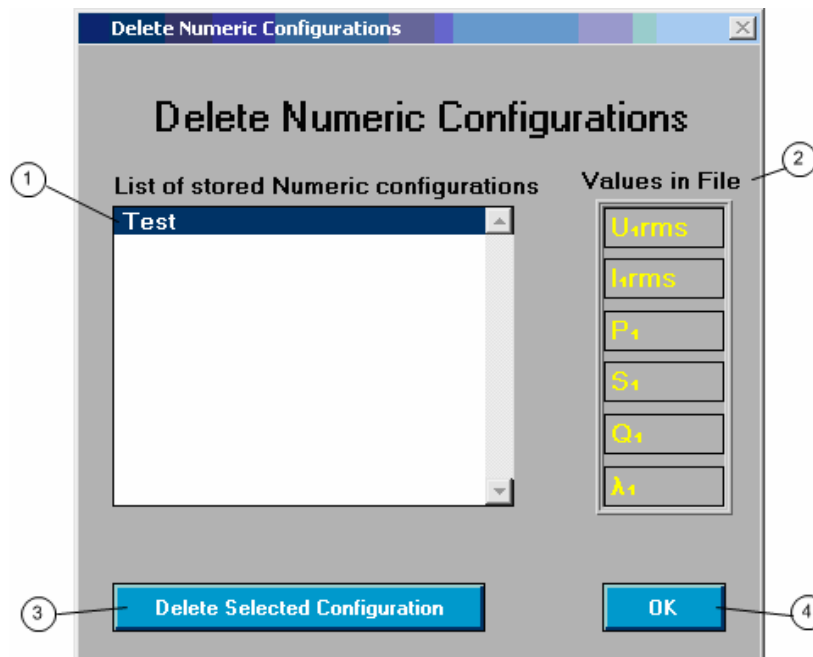 Delete Numeric Configurations
Delete Numeric Configurations
1
List of stored Numeric configurations
Values in File
2
Test
U₁rms
I₁rms
P₁
S₁
Q₁
λ₁
3
Delete Selected Configuration
OK
4